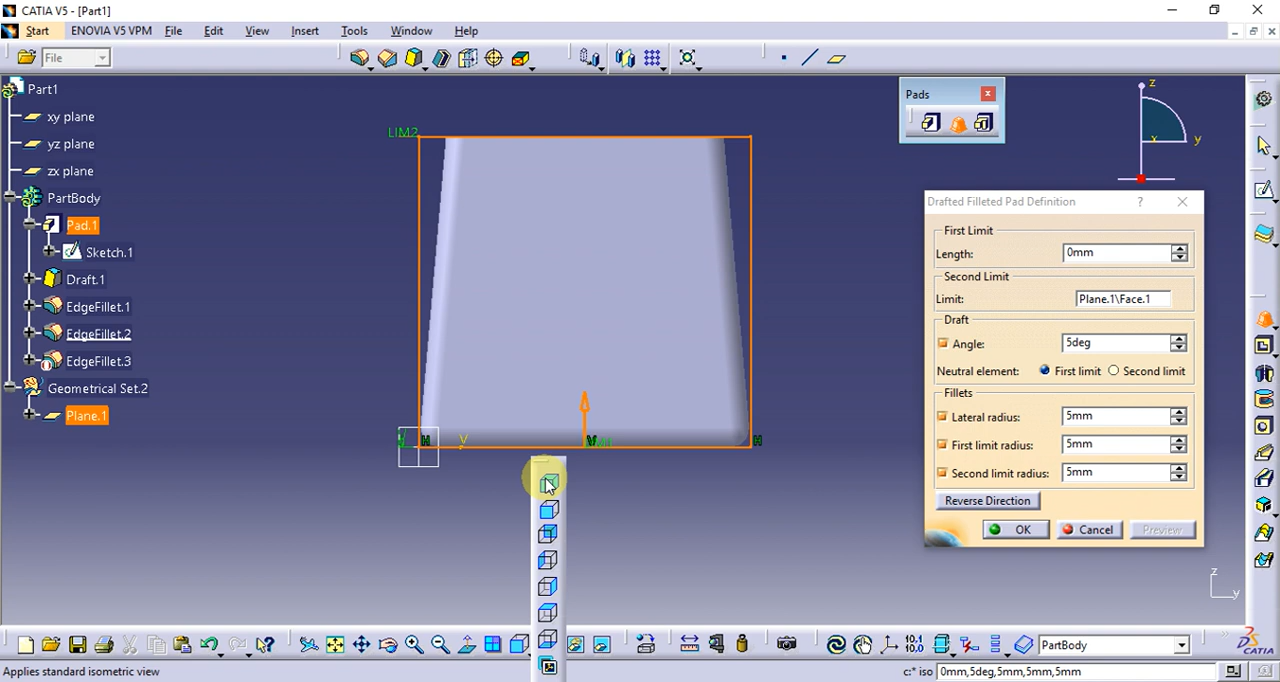 CATIA V5 - [Part1]
Start ENOVIA V5 VPM File Edit View Insert Tools Window Help
File
Part1
xy plane
yz plane
zx plane
PartBody
Pad.1
Sketch.1
Draft.1
EdgeFillet.1
EdgeFillet.2
EdgeFillet.3
Geometrical Set.2
Plane.1
LIM2
V H
y
V
H
Pads
z
x
y
Drafted Filleted Pad Definition ?
First Limit
Length: 0mm
Second Limit
Limit: Plane.1\Face.1
Draft
Angle: 5deg
Neutral element: First limit Second limit
Fillets
Lateral radius: 5mm
First limit radius: 5mm
Second limit radius: 5mm
Reverse Direction
OK Cancel Preview
z
y
10.1
PartBody
CATIA
Applies standard isometric view
c:* iso 0mm,5deg,5mm,5mm,5mm